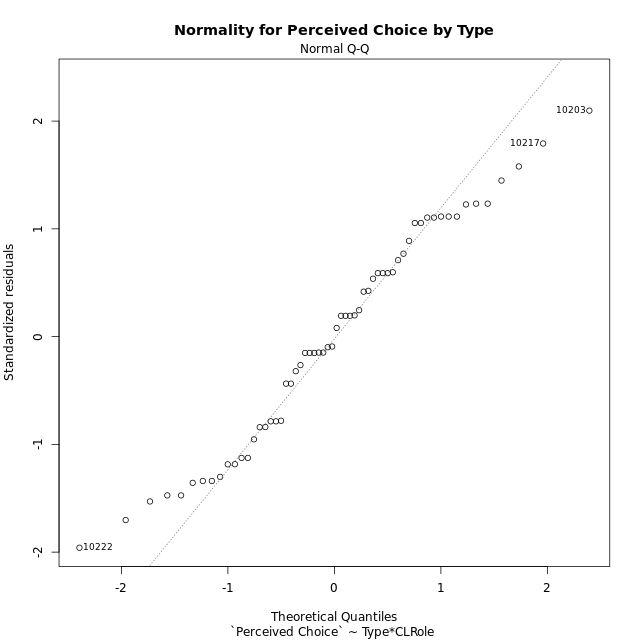 Normality for Perceived Choice by Type
Normal Q-Q
2
1
0
-1
-2
Standardized residuals
10203
10217
10222
-2 -1 0 1 2
Theoretical Quantiles
`Perceived Choice` ~ Type*CLRole